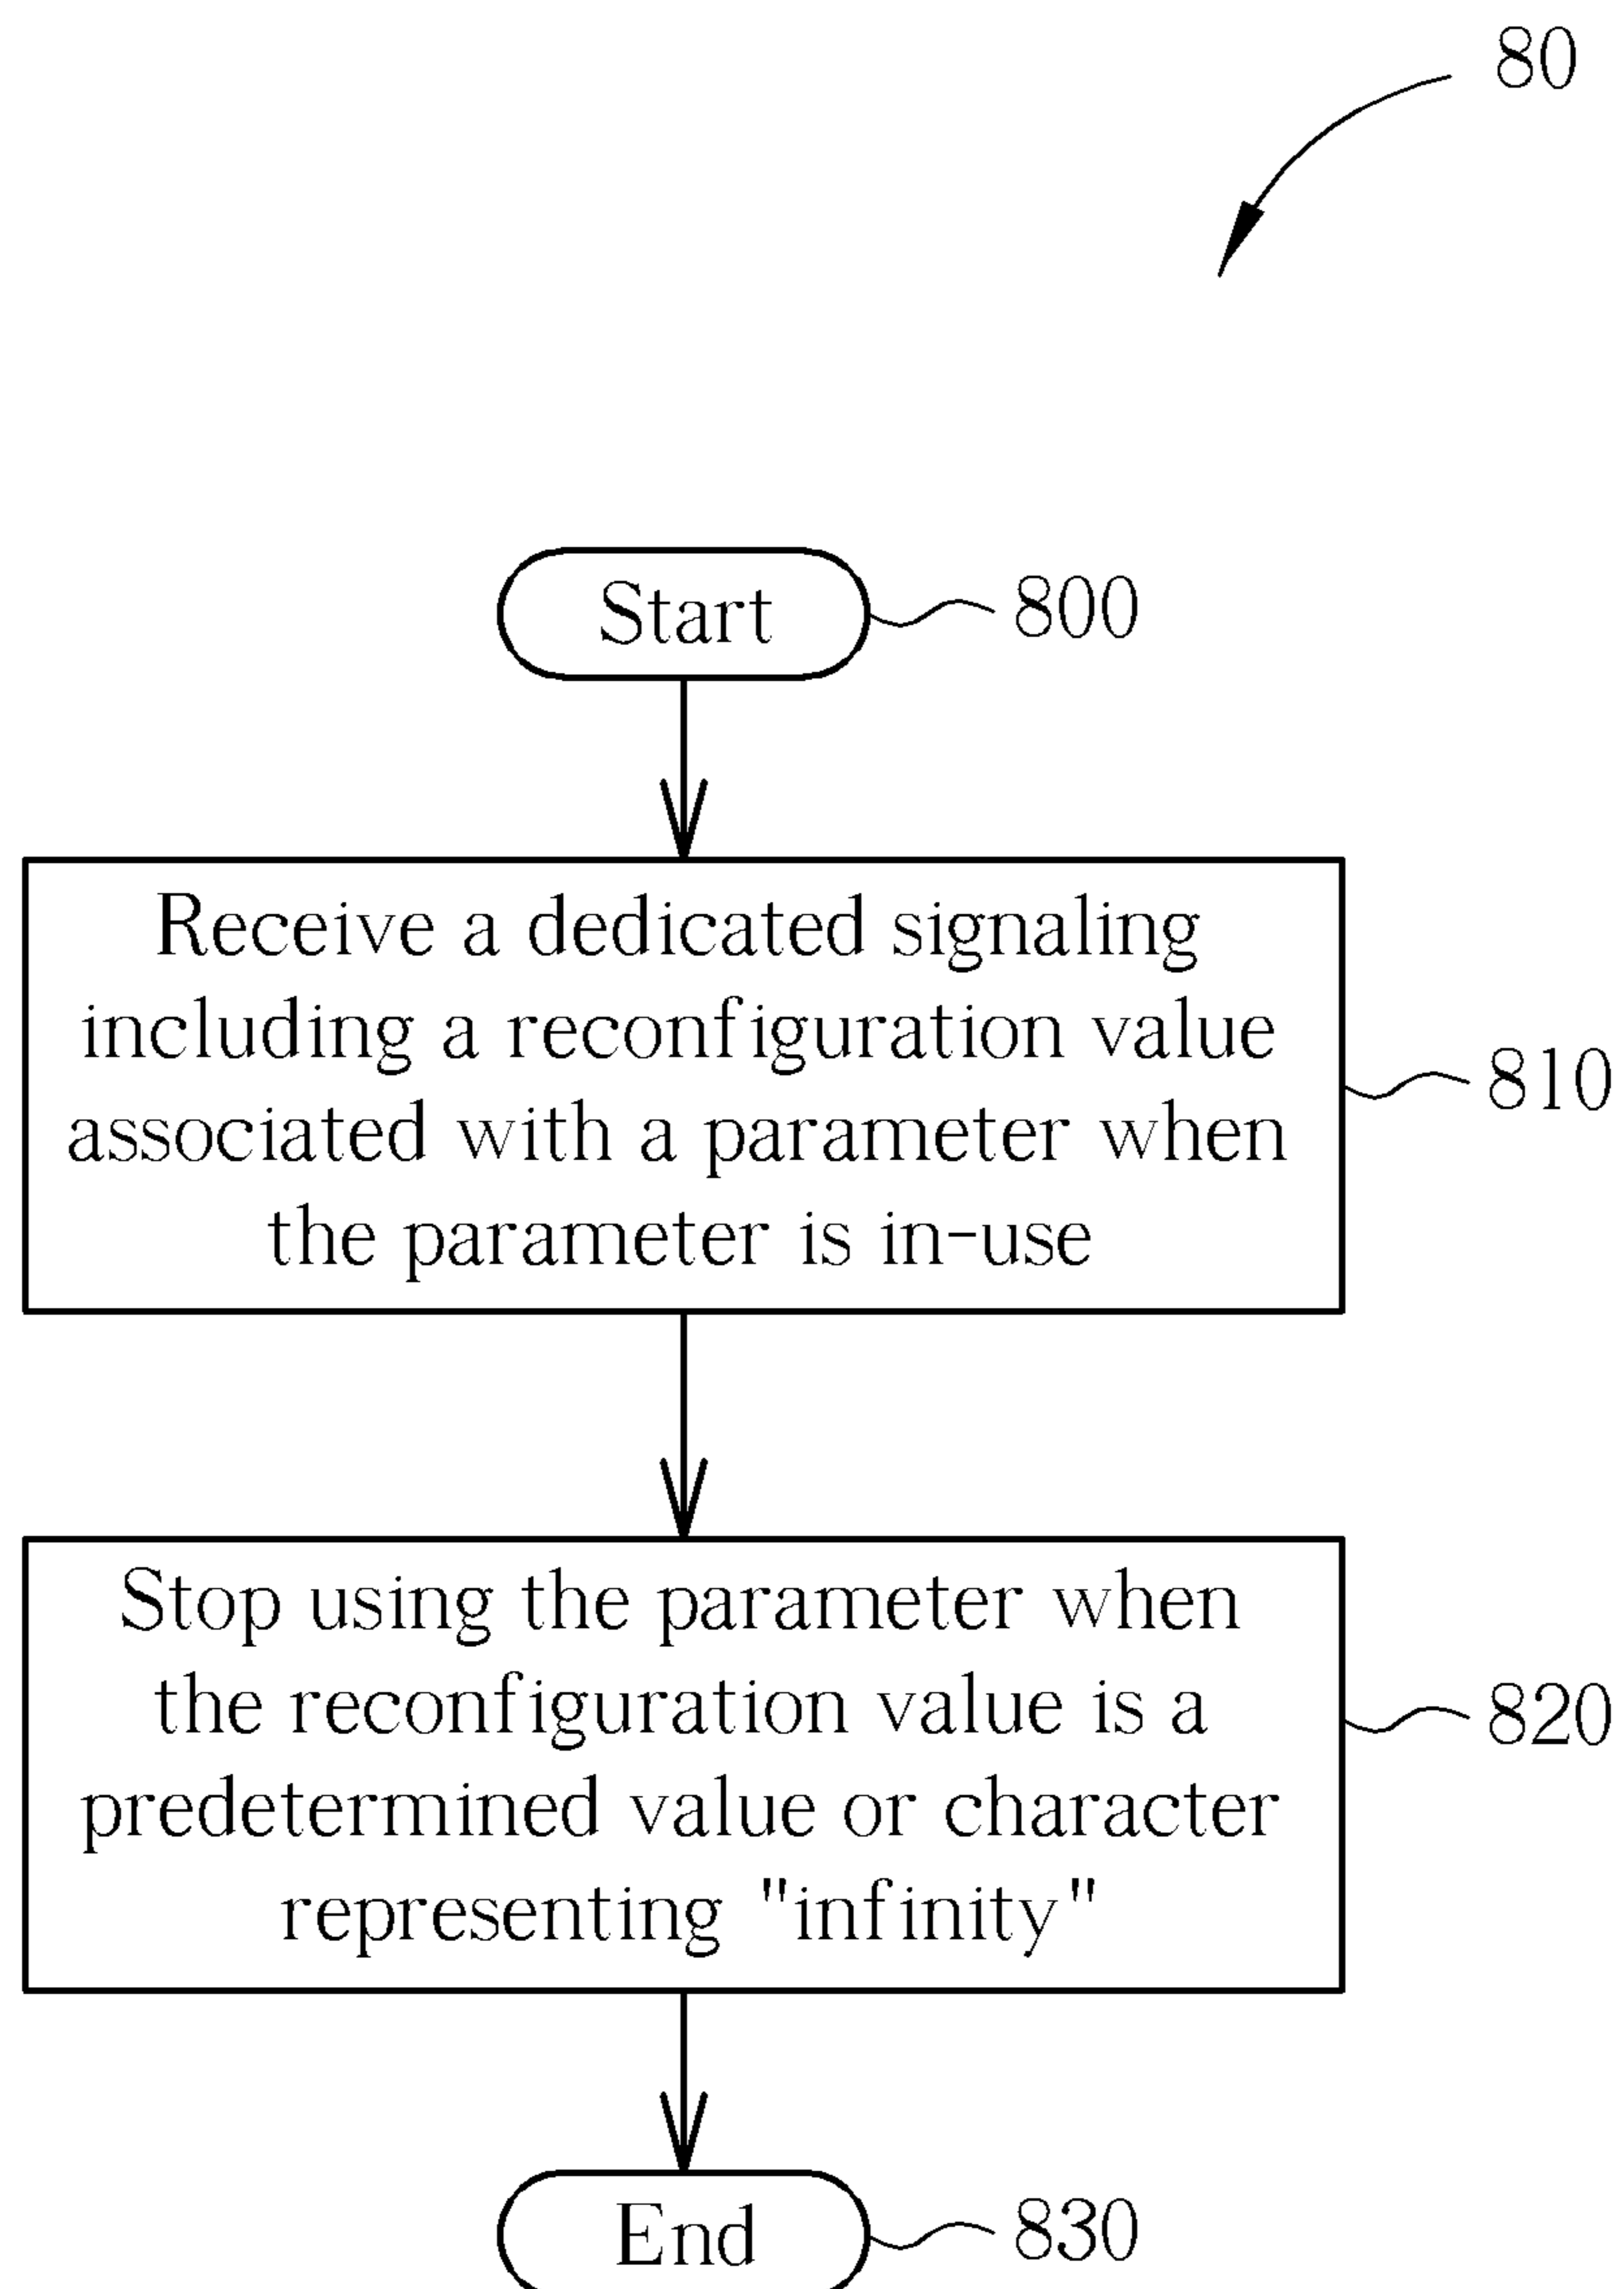 80
Start
800
Receive a dedicated signaling
including a reconfiguration value
associated with a parameter when
the parameter is in-use
810
Stop using the parameter when
the reconfiguration value is a
predetermined value or character
representing "infinity"
820
End
830